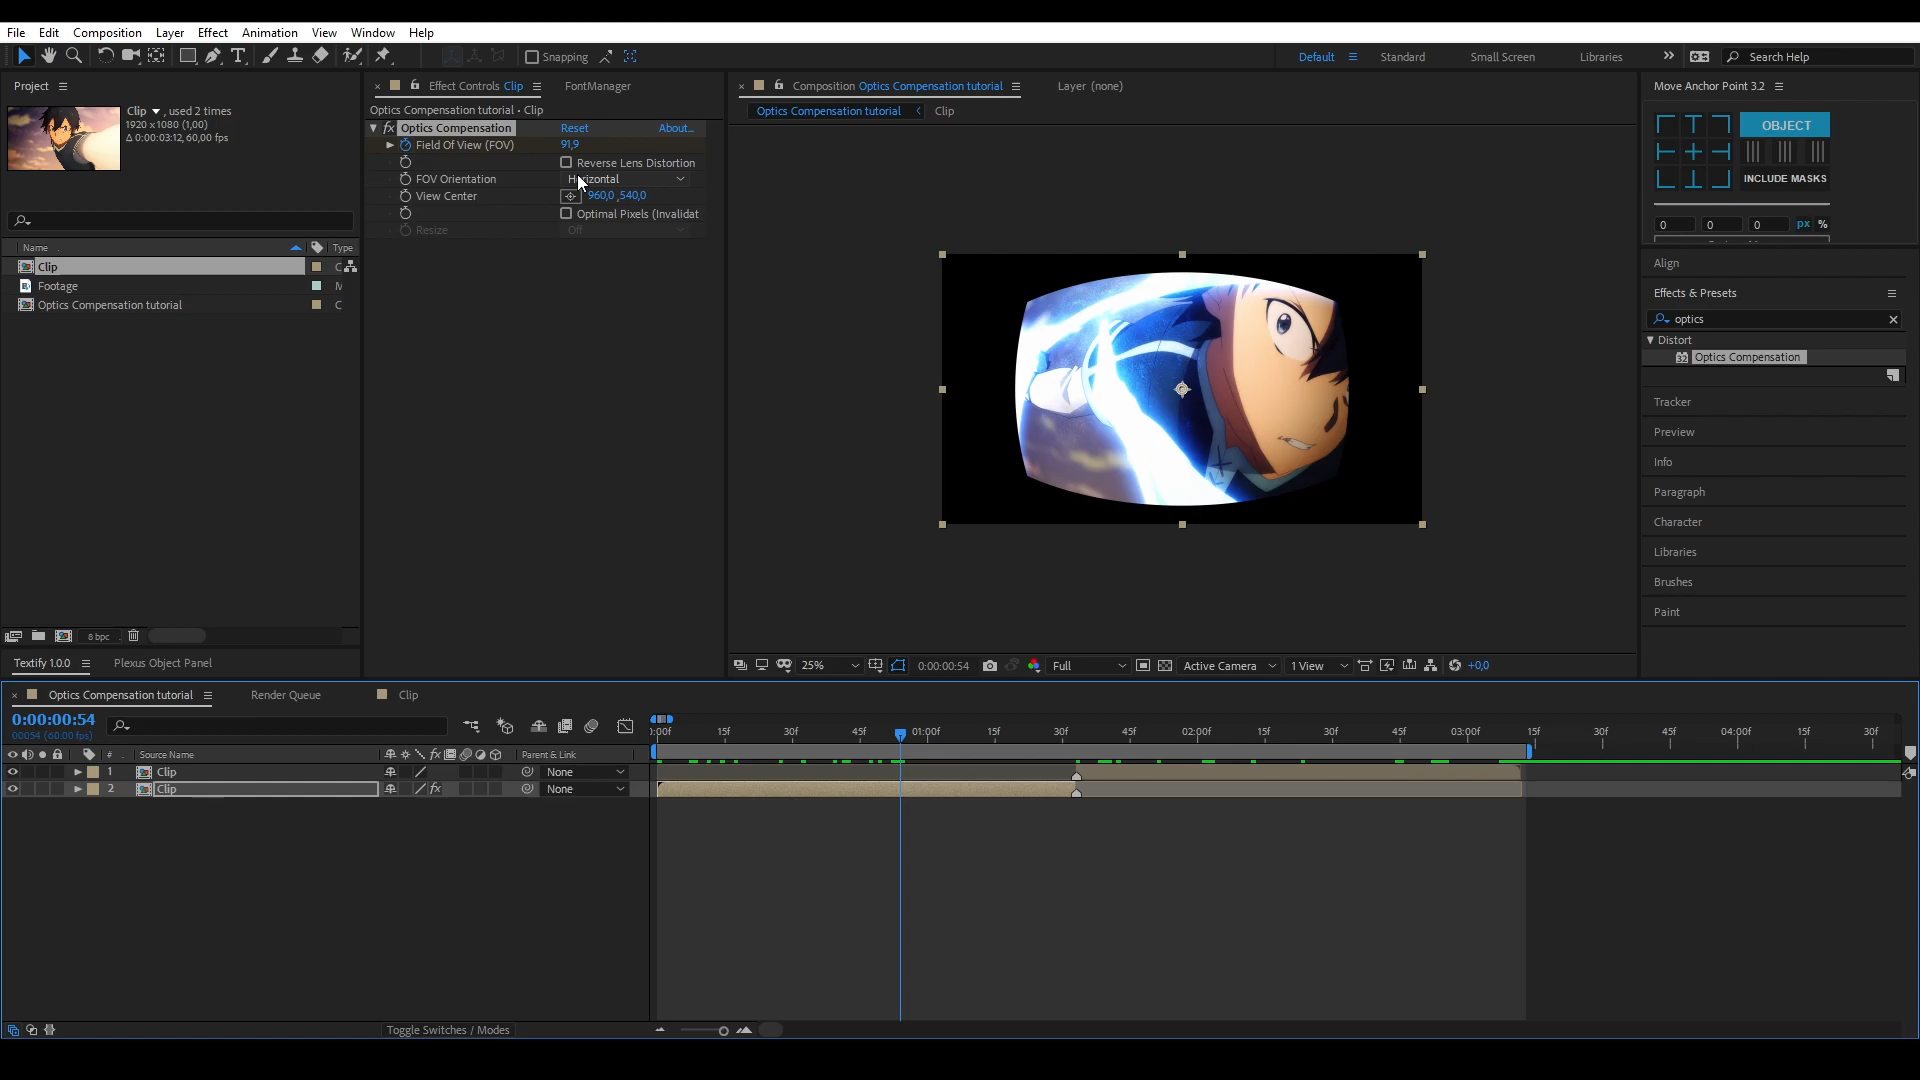 File Edit Composition Layer Effect Animation View Window Help
Snapping
Default Standard Small Screen Libraries Search Help
Project
Clip , used 2 times
1920 x1080 (1,00)
Δ 0:00:03:12, 60,00 fps
Name Type
Clip C
Footage M
Optics Compensation tutorial C
8 bpc
Textify 1.0.0 Plexus Object Panel
Effect Controls Clip FontManager
Optics Compensation tutorial • Clip
fx Optics Compensation Reset About...
Field Of View (FOV) 91,9
Reverse Lens Distortion
FOV Orientation Horizontal
View Center 960,0 ,540,0
Optimal Pixels (Invalidat
Resize Off
Composition Optics Compensation tutorial Layer (none)
Optics Compensation tutorial Clip
25% 0:00:00:54 Full Active Camera 1 View +0,0
Move Anchor Point 3.2
OBJECT
INCLUDE MASKS
0 0 0 px %
Align
Effects & Presets
optics
Distort
32 Optics Compensation
Tracker
Preview
Info
Paragraph
Character
Libraries
Brushes
Paint
Optics Compensation tutorial Render Queue Clip
0:00:00:54
00054 (60.00 fps)
):00f 15f 30f 45f 01:00f 15f 30f 45f 02:00f 15f 30f 45f 03:00f 15f 30f 45f 04:00f 15f 30f
# Source Name fx Parent & Link
1 Clip None
2 Clip fx None
Toggle Switches / Modes